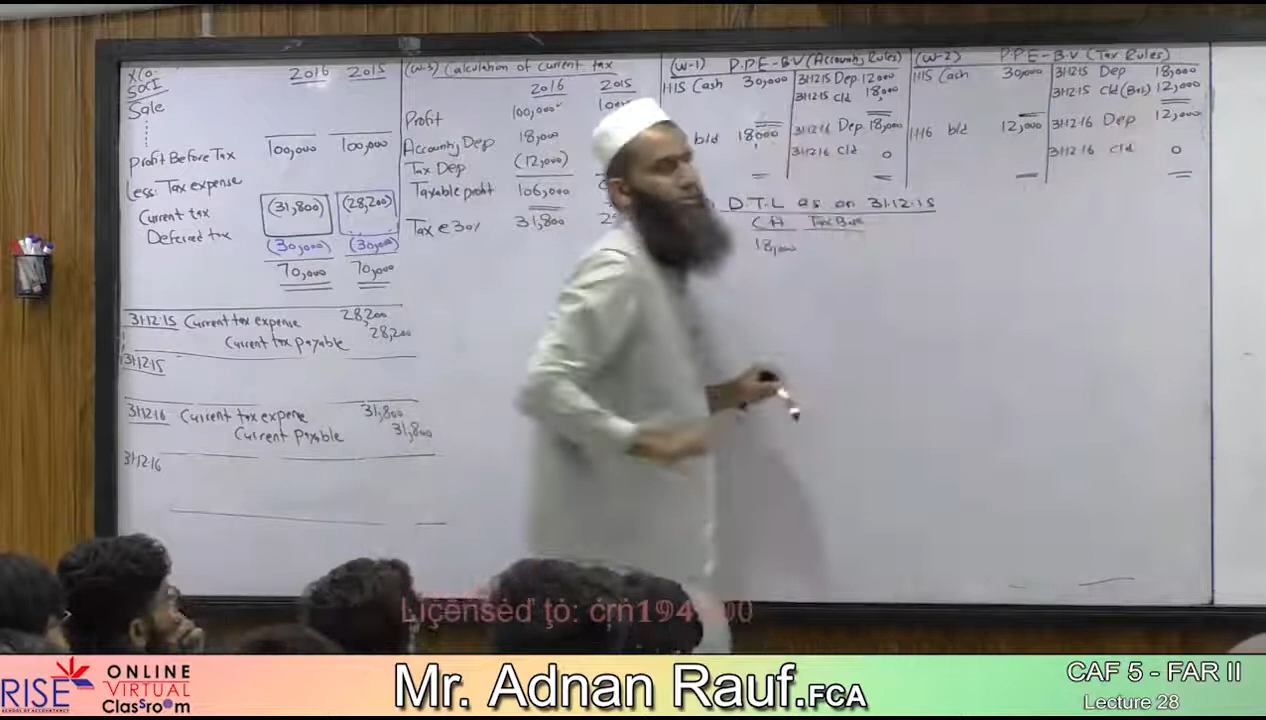 SOCI
2016 2015
Sale
Profit Before Tax 100,000 100,000
Less: Tax expense
Current tax (31,800) (28,200)
Deferred tax
(30,000) (30,000)
70,000 70,000
31·12·15 Current tax expense 28,200
Current tax payable 28,200
31·12·15
31·12·16 Current tax expense 31,800
Current payable 31,800
31·12·16
(W-3) Calculation of current tax
2016 2015
Profit 100,000
Accounting Dep 18,000
Tax Dep (12,000)
Taxable profit 106,000
Tax @ 30% 31,800
(W-1) P.P.E-B.V (Accounting Rules)
1·1·15 Cash 30,000 31·12·15 Dep 12,000
31·12·15 c/d 18,000
b/d 18,000 31·12·16 Dep 18,000
31·12·16 c/d 0
(W-2) P.P.E-B.V (Tax Rules)
1·1·15 Cash 30,000 31·12·15 Dep 18,000
31·12·15 c/d (Bal) 12,000
1·1·16 b/d 12,000 31·12·16 Dep 12,000
31·12·16 c/d 0
D.T.L as on 31·12·15
C.A Tax Base
18,000
RISE
SCHOOL OF ACCOUNTANCY
ONLINE
VIRTUAL
Classroom
Mr. Adnan Rauf.FCA
CAF 5 - FAR II
Lecture 28